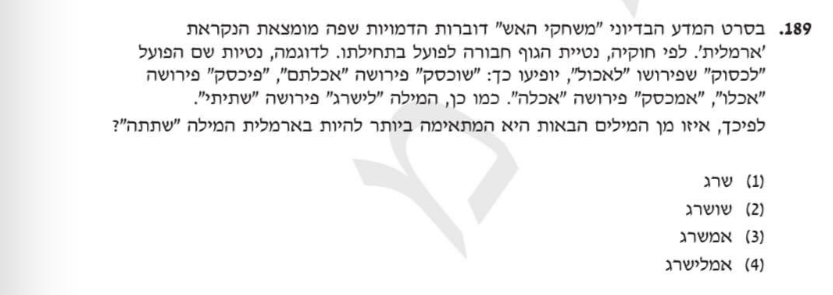 189. בסרט המדע הבדיוני "משחקי האש" דוברות הדמויות שפה מומצאת הנקראת
'ארמלית'. לפי חוקיה, נטיית הגוף חבורה לפועל בתחילתו. לדוגמה, נטיות שם הפועל
"לכסוק" שפירושו "לאכול", יופיעו כך: "שוכסק" פירושה "אכלתם", "פיכסק" פירושה
"אכלו", "אמכסק" פירושה "אכלה". כמו כן, המילה "לישרג" פירושה "שתיתי".
לפיכך, איזו מן המילים הבאות היא המתאימה ביותר להיות בארמלית המילה "שתתה"?
(1) שרג
(2) שושרג
(3) אמשרג
(4) אמלישרג